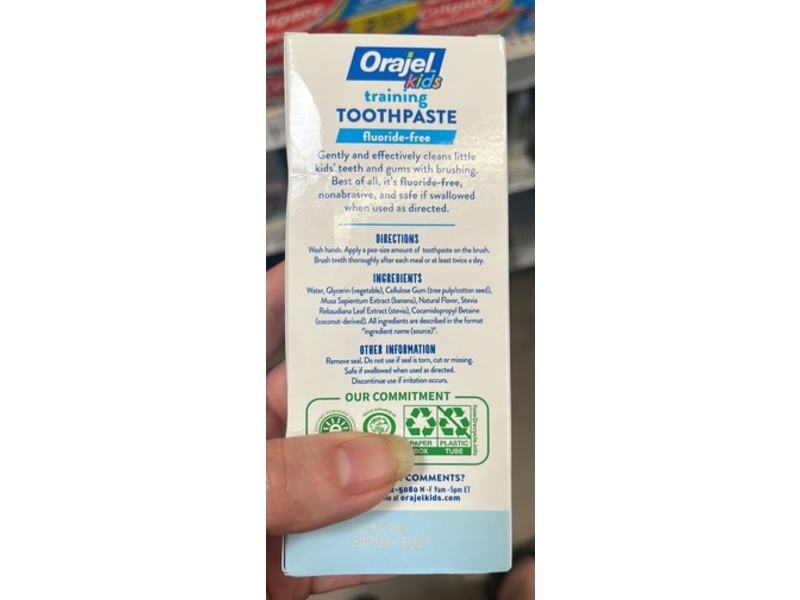 Orajel
kids
training
TOOTHPASTE
fluoride-free
Gently and effectively cleans little
kids' teeth and gums with brushing.
Best of all, it's fluoride-free,
nonabrasive, and safe if swallowed
when used as directed.
DIRECTIONS
Wash hands. Apply a pea-size amount of toothpaste on the brush.
Brush teeth thoroughly after each meal or at least twice a day.
INGREDIENTS
Water, Glycerin (vegetable), Cellulose Gum (tree pulp/cotton seed),
Musa Sapientum Extract (banana), Natural Flavor, Stevia
Rebaudiana Leaf Extract (stevia), Cocamidopropyl Betaine
(coconut-derived). All ingredients are described in the format
"ingredient name (source)".
OTHER INFORMATION
Remove seal. Do not use if seal is torn, cut or missing.
Safe if swallowed when used as directed.
Discontinue use if irritation occurs.
OUR COMMITMENT
PAPER
BOX
PLASTIC
TUBE
how2recycle.info
COMMENTS?
-5080 M-F 9am-5pm ET
at orajelkids.com